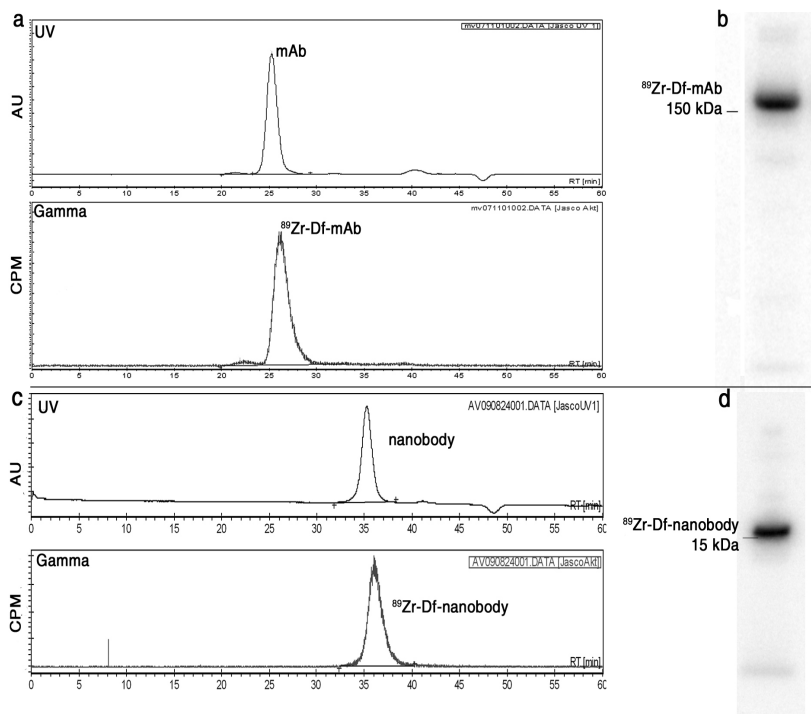 a
UV
mv071101002.DATA [Jasco UV 1]
mAb
AU
RT [min]
0 5 10 15 20 25 30 35 40 45 50 55 60
Gamma
mv071101002.DATA [Jasco Akt]
⁸⁹Zr-Df-mAb
CPM
RT [min]
0 5 10 15 20 25 30 35 40 45 50 55 60
b
⁸⁹Zr-Df-mAb
150 kDa
c
UV
AV090824001.DATA [JascoUV1]
nanobody
AU
RT [min]
0 5 10 15 20 25 30 35 40 45 50 55 60
Gamma
AV090824001.DATA [JascoAkt]
⁸⁹Zr-Df-nanobody
CPM
RT [min]
0 5 10 15 20 25 30 35 40 45 50 55 60
d
⁸⁹Zr-Df-nanobody
15 kDa